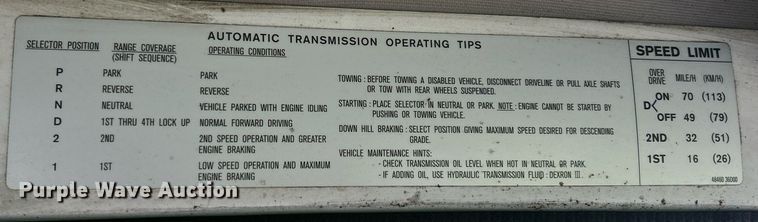 AUTOMATIC TRANSMISSION OPERATING TIPS
SELECTOR POSITION RANGE COVERAGE OPERATING CONDITIONS
(SHIFT SEQUENCE)
P PARK PARK
R REVERSE REVERSE
N NEUTRAL VEHICLE PARKED WITH ENGINE IDLING
D 1ST THRU 4TH LOCK UP NORMAL FORWARD DRIVING
2 2ND 2ND SPEED OPERATION AND GREATER
ENGINE BRAKING
1 1ST LOW SPEED OPERATION AND MAXIMUM
ENGINE BRAKING
TOWING : BEFORE TOWING A DISABLED VEHICLE, DISCONNECT DRIVELINE OR PULL AXLE SHAFTS
OR TOW WITH REAR WHEELS SUSPENDED.
STARTING : PLACE SELECTOR IN NEUTRAL OR PARK. NOTE : ENGINE CANNOT BE STARTED BY
PUSHING OR TOWING VEHICLE.
DOWN HILL BRAKING : SELECT POSITION GIVING MAXIMUM SPEED DESIRED FOR DESCENDING
GRADE.
VEHICLE MAINTENANCE HINTS:
- CHECK TRANSMISSION OIL LEVEL WHEN HOT IN NEUTRAL OR PARK.
- IF ADDING OIL, USE HYDRAULIC TRANSMISSION FLUID : DEXRON III.
SPEED LIMIT
OVER
DRIVE MILE/H (KM/H)
D ON 70 (113)
OFF 49 (79)
2ND 32 (51)
1ST 16 (26)
48460 36D00
Purple Wave Auction